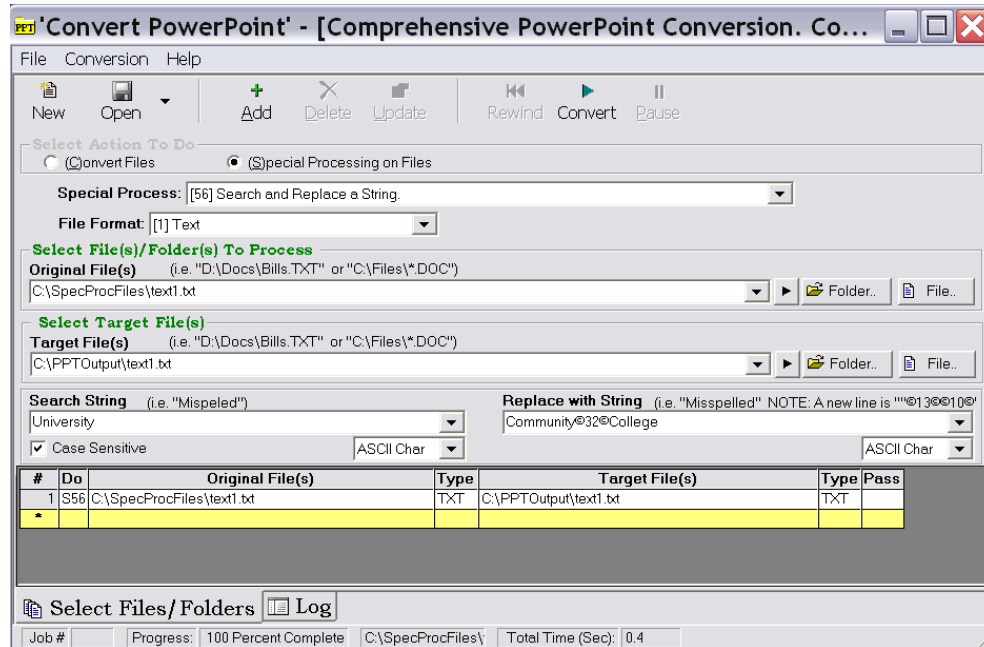 PPT 'Convert PowerPoint' - [Comprehensive PowerPoint Conversion. Co...
File Conversion Help
New Open Add Delete Update Rewind Convert Pause
Select Action To Do
(C)onvert Files (S)pecial Processing on Files
Special Process: [56] Search and Replace a String.
File Format: [1] Text
Select File(s)/Folder(s) To Process
Original File(s) (i.e. "D:\Docs\Bills.TXT" or "C:\Files\*.DOC")
C:\SpecProcFiles\text1.txt Folder.. File..
Select Target File(s)
Target File(s) (i.e. "D:\Docs\Bills.TXT" or "C:\Files\*.DOC")
C:\PPTOutput\text1.txt Folder.. File..
Search String (i.e. "Mispeled") Replace with String (i.e. "Misspelled" NOTE: A new line is ""©13©©10©'
University Community©32©College
Case Sensitive ASCII Char ASCII Char
# Do Original File(s) Type Target File(s) Type Pass
1 S56 C:\SpecProcFiles\text1.txt TXT C:\PPTOutput\text1.txt TXT
*
Select Files/Folders Log
Job # Progress: 100 Percent Complete C:\SpecProcFiles\ Total Time (Sec): 0.4